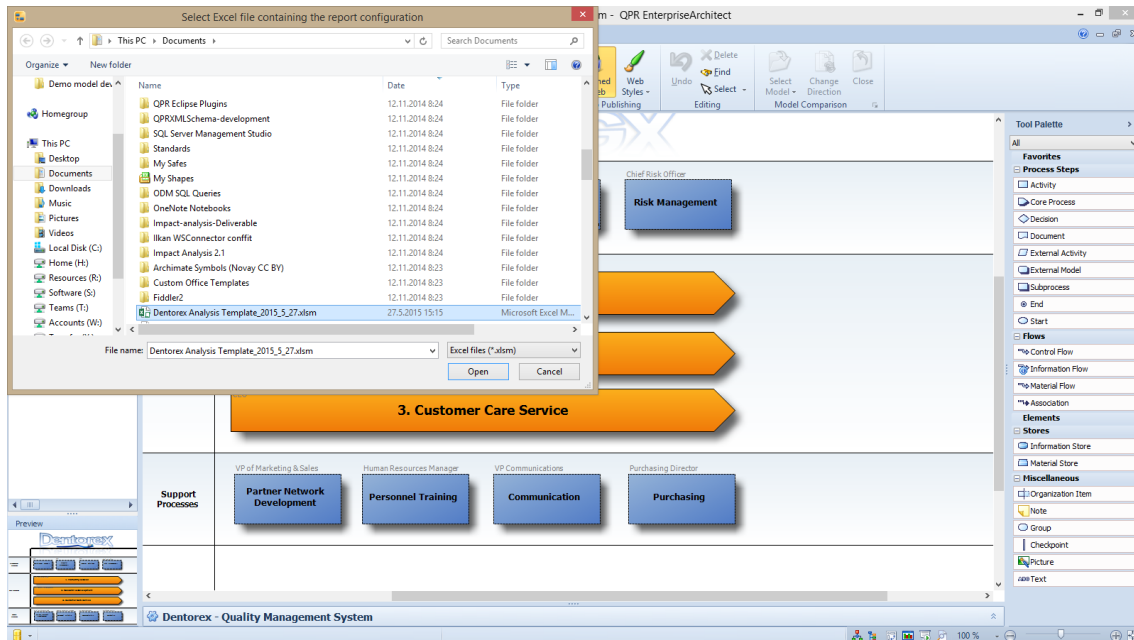 Select Excel file containing the report configuration
m - QPR EnterpriseArchitect
This PC
Documents
Search Documents
Organize
New folder
Demo model dev
Homegroup
This PC
Desktop
Documents
Downloads
Music
Pictures
Videos
Local Disk (C:)
Home (H:)
Resources (R:)
Software (S:)
Teams (T:)
Accounts (W:)
Name Date Type
QPR Eclipse Plugins 12.11.2014 8:24 File folder
QPRXMLSchema-development 12.11.2014 8:24 File folder
SQL Server Management Studio 12.11.2014 8:24 File folder
Standards 12.11.2014 8:24 File folder
My Safes 12.11.2014 8:24 File folder
My Shapes 12.11.2014 8:24 File folder
ODM SQL Queries 12.11.2014 8:24 File folder
OneNote Notebooks 12.11.2014 8:24 File folder
Impact-analysis-Deliverable 12.11.2014 8:24 File folder
Ilkan WSConnector conffit 12.11.2014 8:24 File folder
Impact Analysis 2.1 12.11.2014 8:24 File folder
Archimate Symbols (Novay CC BY) 12.11.2014 8:23 File folder
Custom Office Templates 12.11.2014 8:23 File folder
Fiddler2 12.11.2014 8:23 File folder
Dentorex Analysis Template_2015_5_27.xlsm 27.5.2015 15:15 Microsoft Excel M...
File name: Dentorex Analysis Template_2015_5_27.xlsm
Excel files (*.xlsm)
Open
Cancel
Web
Styles
Publishing
Undo
Delete
Find
Select
Editing
Select
Model
Change
Direction
Close
Model Comparison
Chief Risk Officer
Risk Management
3. Customer Care Service
Support
Processes
VP of Marketing & Sales
Partner Network
Development
Human Resources Manager
Personnel Training
VP Communications
Communication
Purchasing Director
Purchasing
Preview
Dentorex
Dentorex - Quality Management System
100 %
Tool Palette
All
Favorites
Process Steps
Activity
Core Process
Decision
Document
External Activity
External Model
Subprocess
End
Start
Flows
Control Flow
Information Flow
Material Flow
Association
Elements
Stores
Information Store
Material Store
Miscellaneous
Organization Item
Note
Group
Checkpoint
Picture
Text